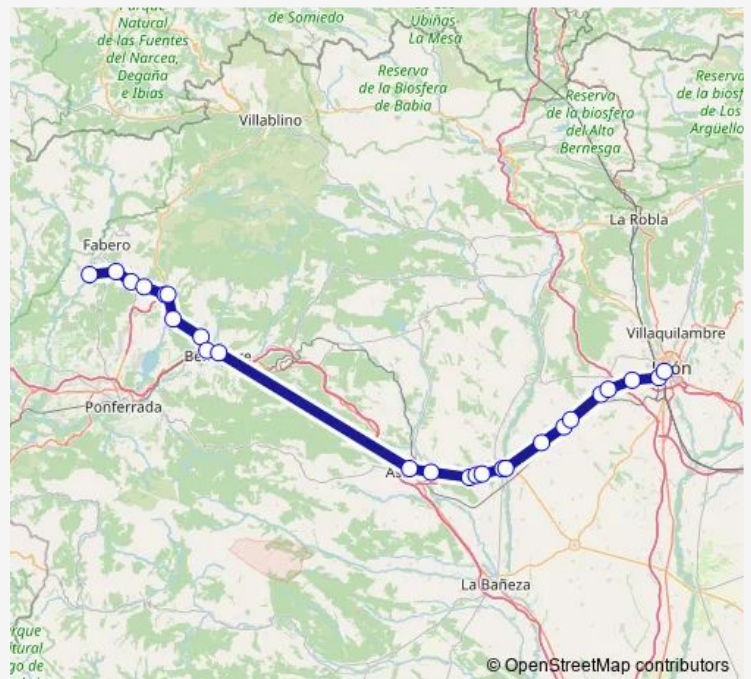 Parque
Natural
de las Fuentes
del Narcea,
Degaña
e Ibias
de Somiedo
Ubiñas-
La Mesa
Reserva
de la Biosfera
de Babia
Reserva
de la biosfera
del Alto
Bernesga
Reserva
de la biosf
de Los
Argüello
Villablino
La Robla
Fabero
Villaquilambre
Ponferrada
La Bañeza
© OpenStreetMap contributors